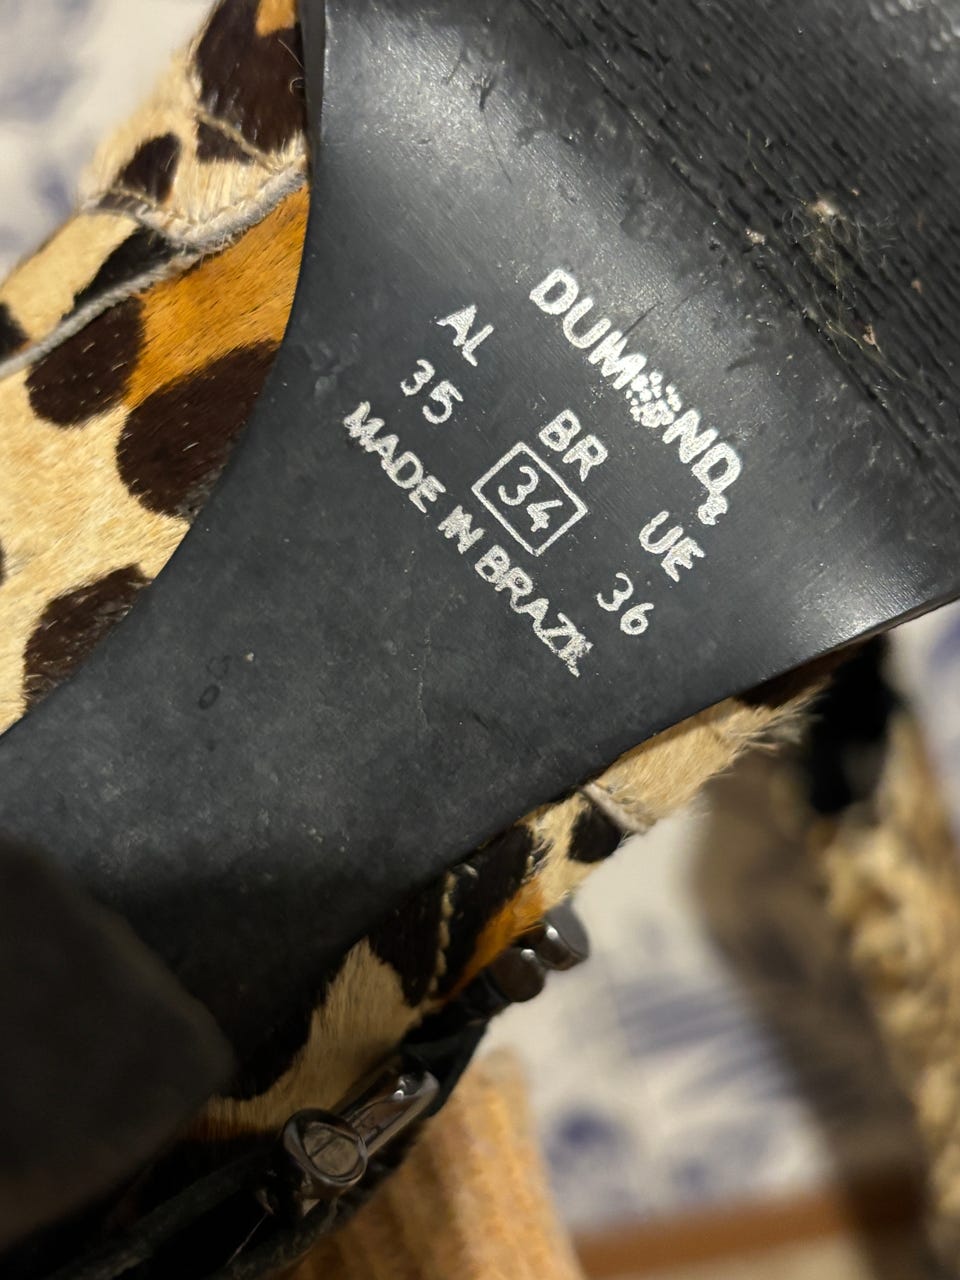 DUMOND
AL BR UE
35 34 36
MADE IN BRAZIL